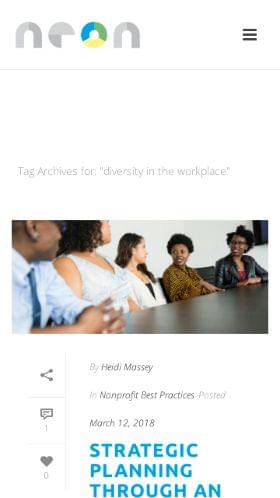 neon
Tag Archives for: "diversity in the workplace"
By Heidi Massey
In Nonprofit Best Practices Posted
March 12, 2018
1
0
STRATEGIC
PLANNING
THROUGH AN